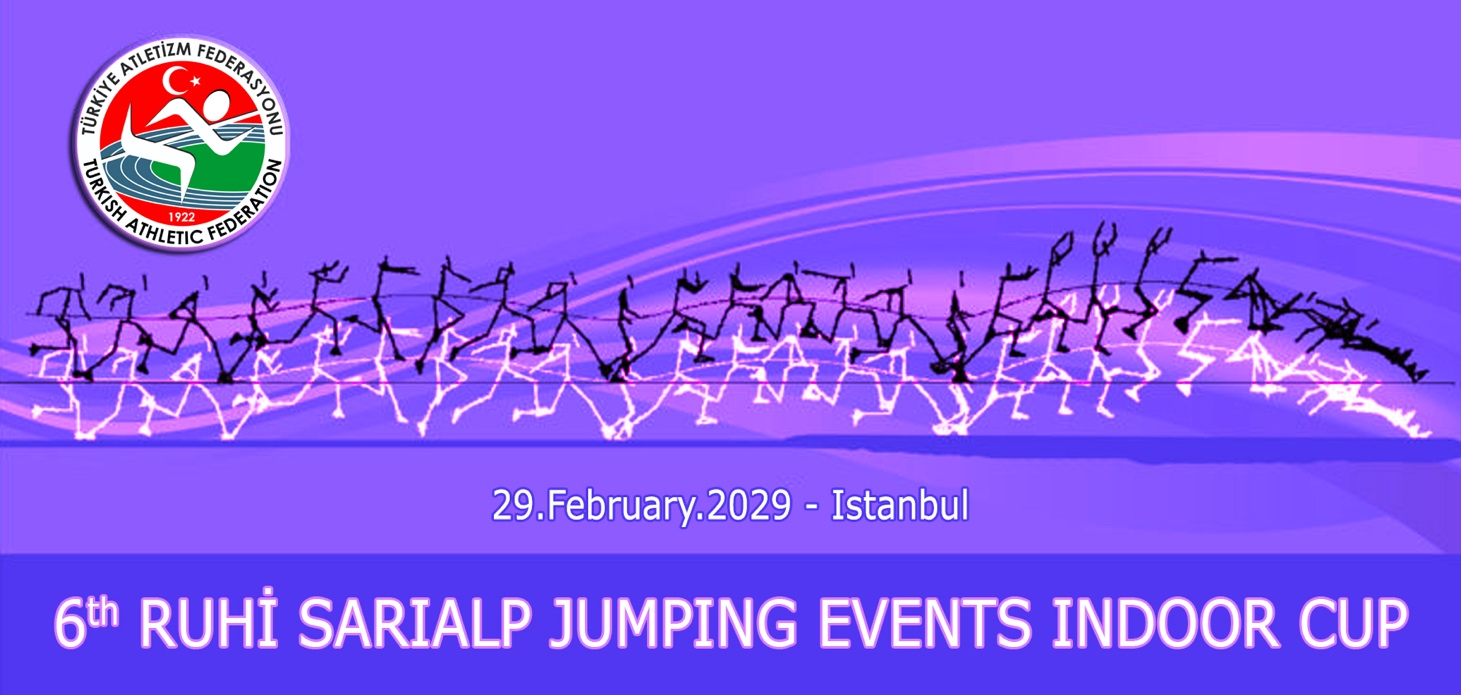 TÜRKİYE ATLETİZM FEDERASYONU
1922
TURKISH ATHLETIC FEDERATION
29.February.2029 - Istanbul
6th RUHİ SARIALP JUMPING EVENTS INDOOR CUP